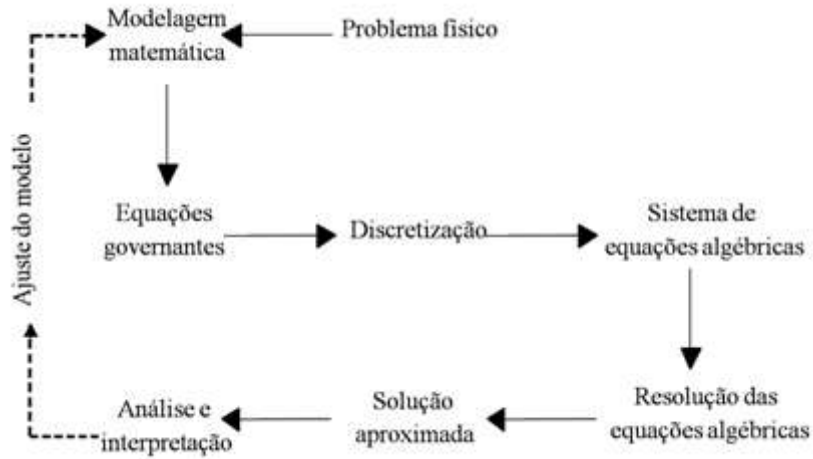 Modelagem
matemática
Problema físico
Ajuste do modelo
Equações
governantes
Discretização
Sistema de
equações algébricas
Análise e
interpretação
Solução
aproximada
Resolução das
equações algébricas